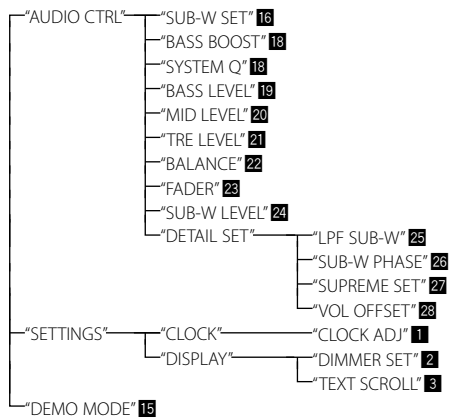 “AUDIO CTRL” “SUB-W SET” 16
“BASS BOOST” 18
“SYSTEM Q” 18
“BASS LEVEL” 19
“MID LEVEL” 20
“TRE LEVEL” 21
“BALANCE” 22
“FADER” 23
“SUB-W LEVEL” 24
“DETAIL SET” “LPF SUB-W” 25
“SUB-W PHASE” 26
“SUPREME SET” 27
“VOL OFFSET” 28
“SETTINGS” “CLOCK” “CLOCK ADJ” 1
“DISPLAY” “DIMMER SET” 2
“TEXT SCROLL” 3
“DEMO MODE” 15